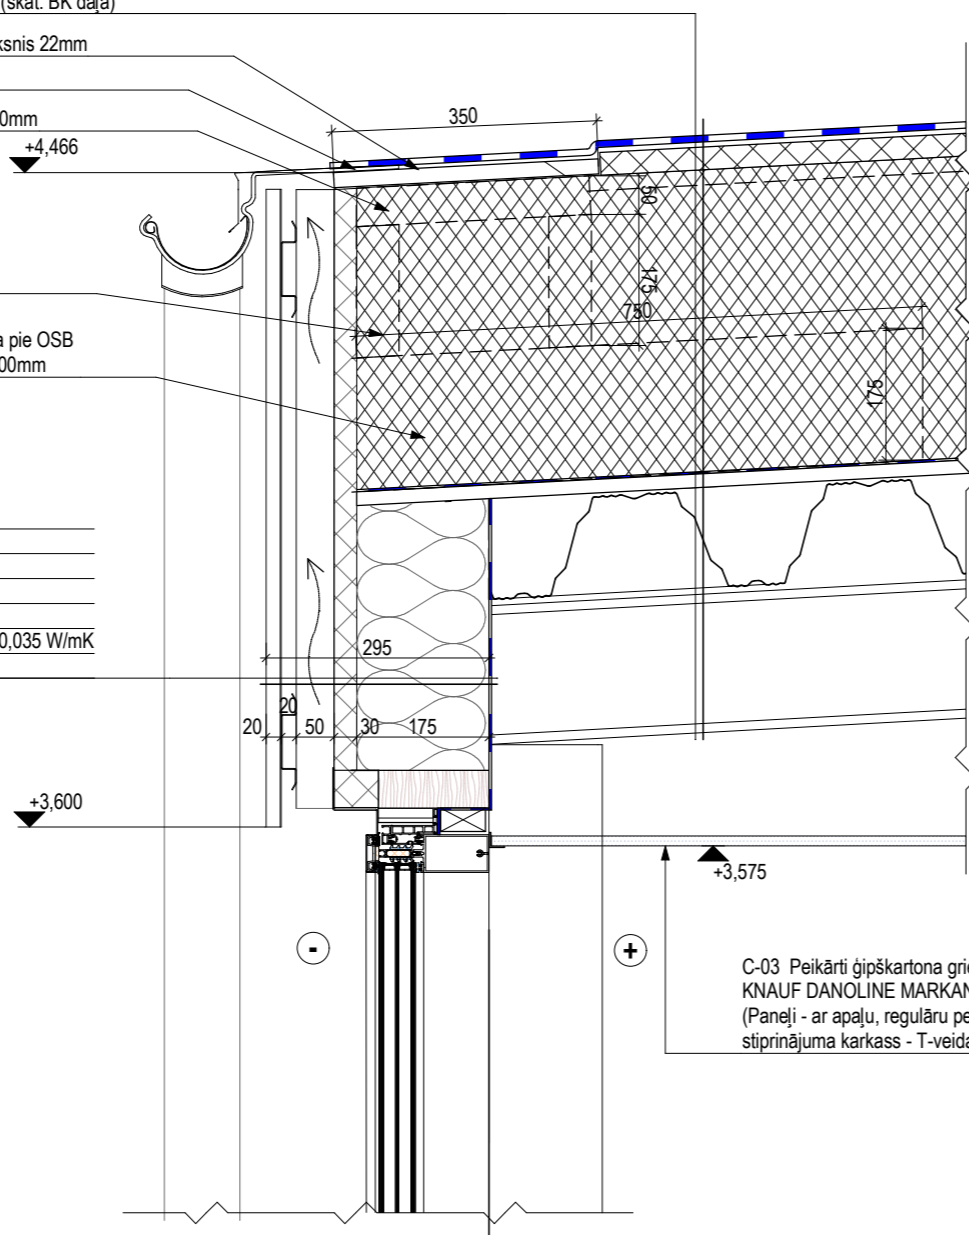 (skat. BK daļa)
ksnis 22mm
0mm
+4,466
350
50
175
750
175
a pie OSB
00mm
0,035 W/mK
295
20
20
50
30
175
+3,600
+3,575
-
+
C-03 Peikārti ģipškartona grie
KNAUF DANOLINE MARKAN
(Paneļi - ar apaļu, regulāru pe
stiprinājuma karkass - T-veida